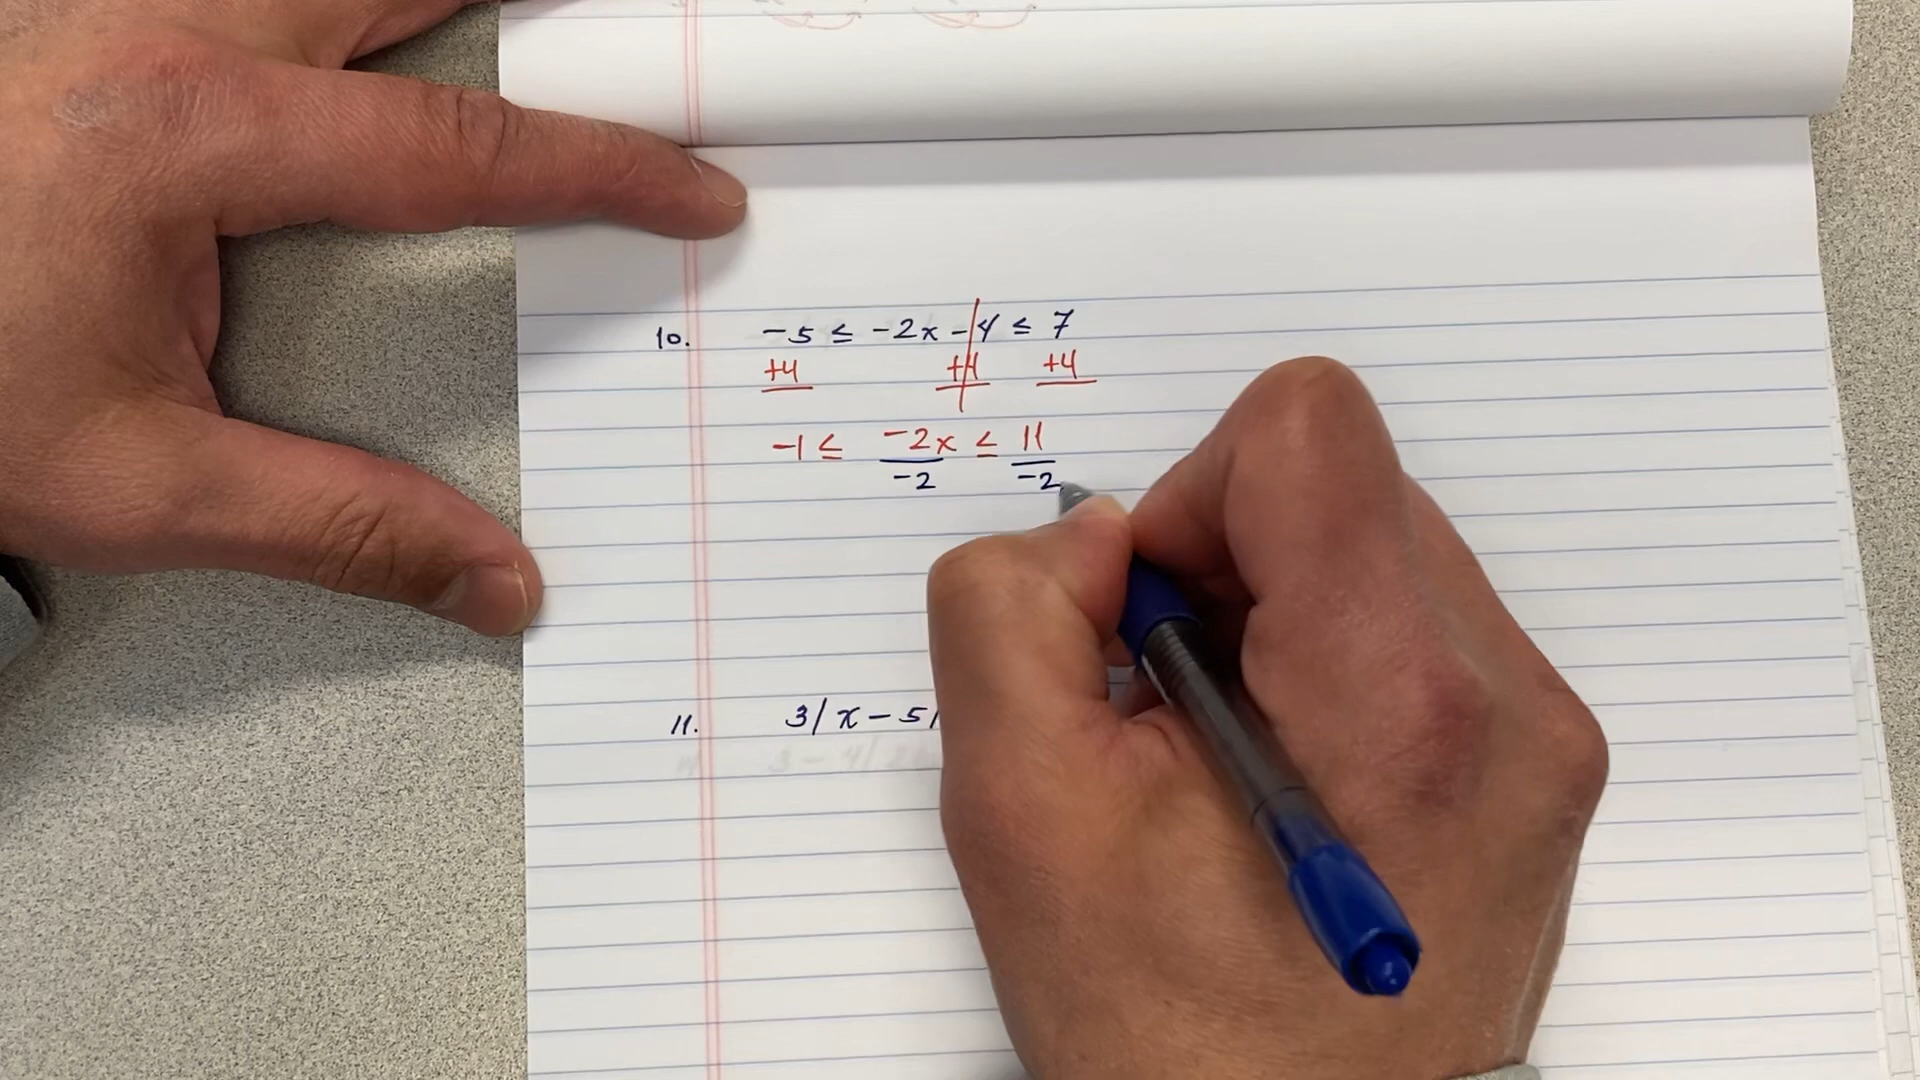 10. -5 ≤ -2x - 4 ≤ 7
+4 +4 +4
-1 ≤ -2x ≤ 11
-2 -2
11. 3|x - 5|